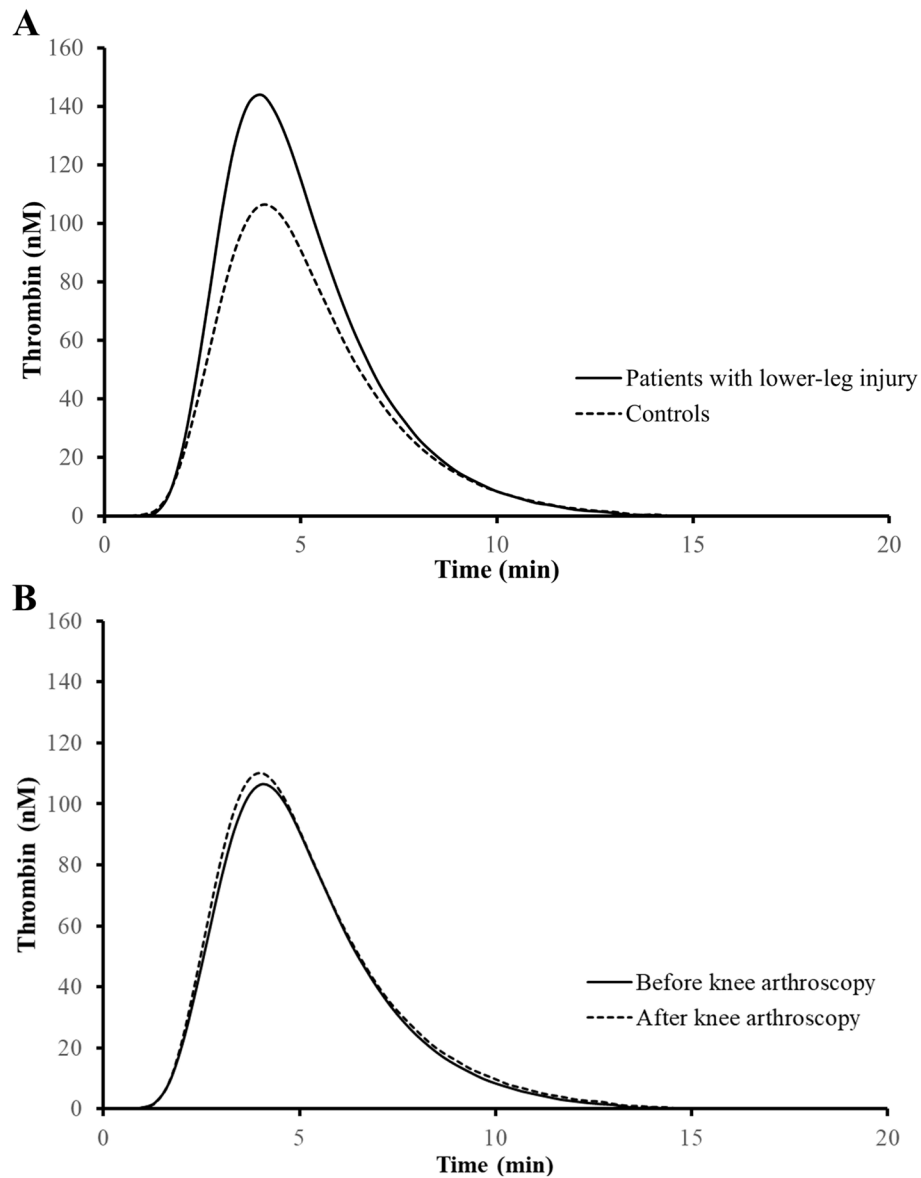 A
160
140
120
100
80
60
40
20
0
Thrombin (nM)
Patients with lower-leg injury
Controls
0 5 10 15 20
Time (min)
B
160
140
120
100
80
60
40
20
0
Thrombin (nM)
Before knee arthroscopy
After knee arthroscopy
0 5 10 15 20
Time (min)